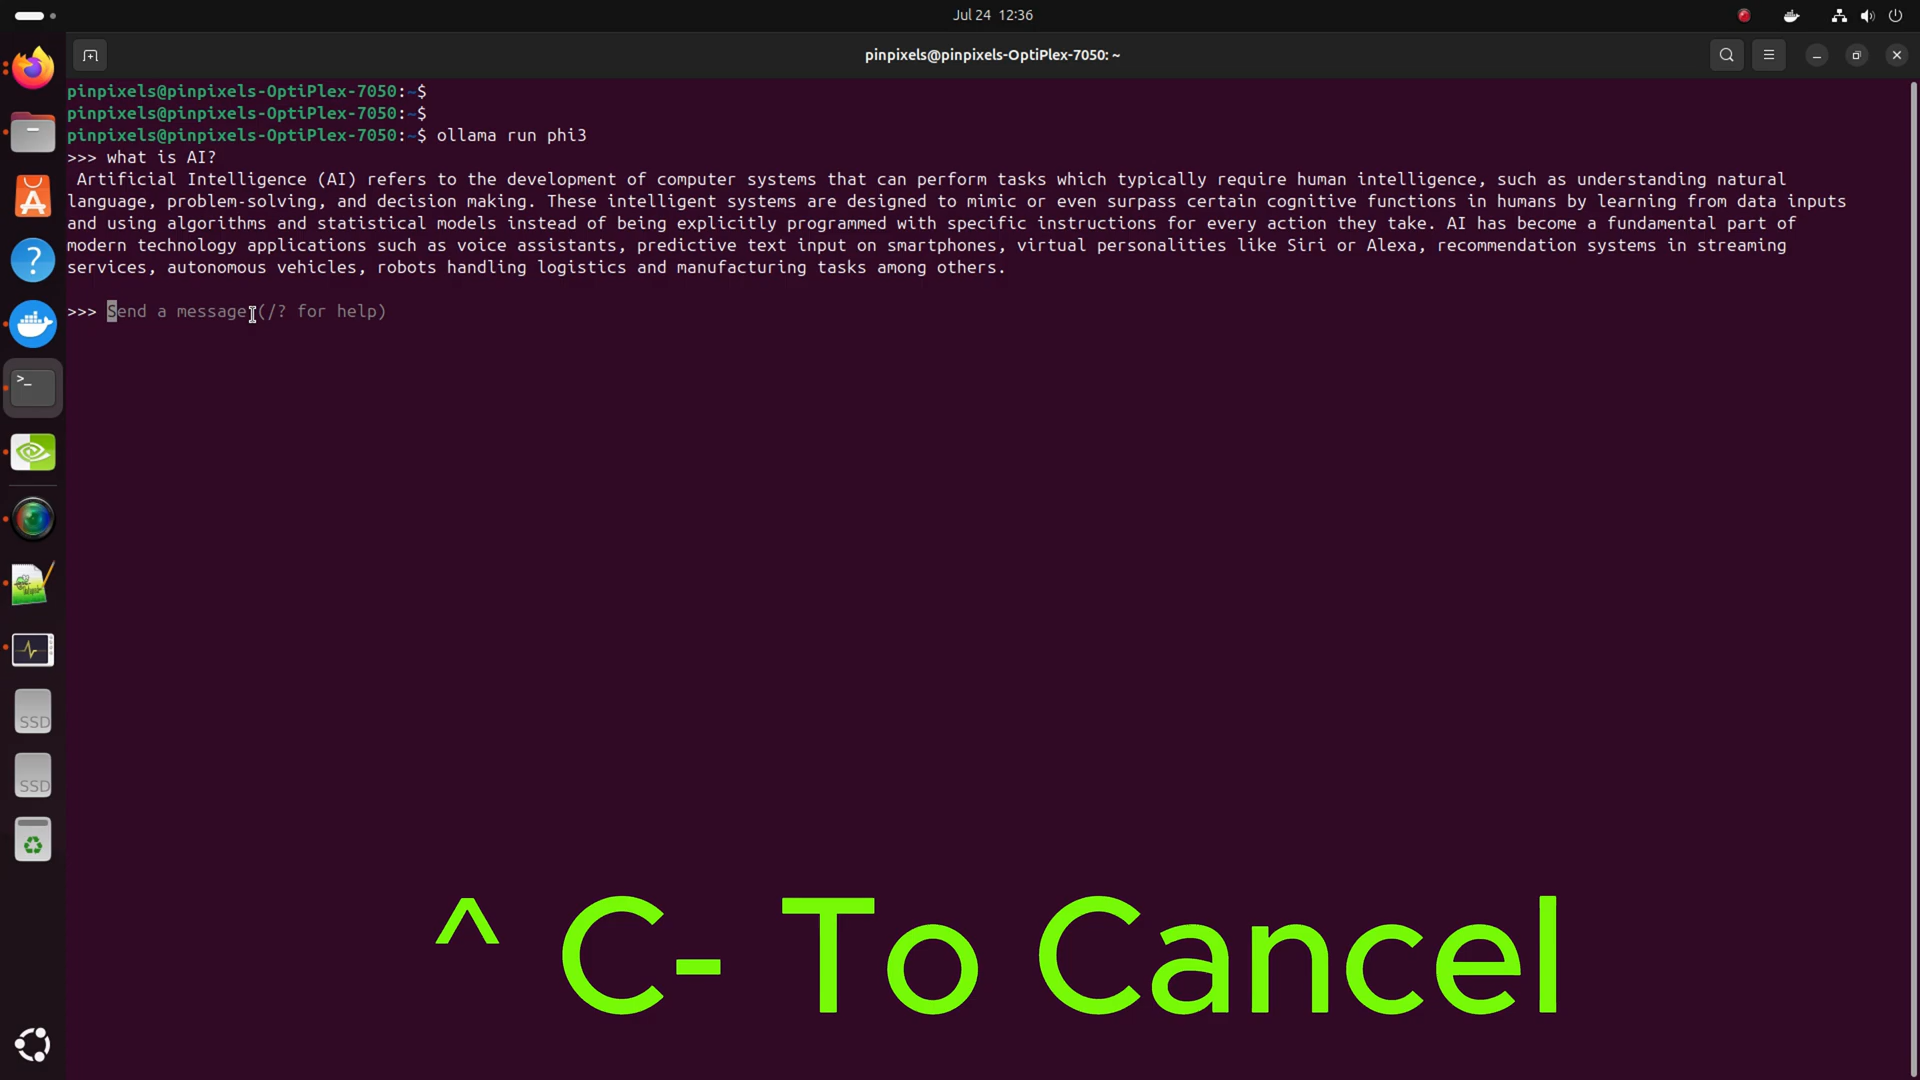 Jul 24 12:36
pinpixels@pinpixels-OptiPlex-7050: ~
pinpixels@pinpixels-OptiPlex-7050:~$
pinpixels@pinpixels-OptiPlex-7050:~$
pinpixels@pinpixels-OptiPlex-7050:~$ ollama run phi3
>>> what is AI?
Artificial Intelligence (AI) refers to the development of computer systems that can perform tasks which typically require human intelligence, such as understanding natural
language, problem-solving, and decision making. These intelligent systems are designed to mimic or even surpass certain cognitive functions in humans by learning from data inputs
and using algorithms and statistical models instead of being explicitly programmed with specific instructions for every action they take. AI has become a fundamental part of
modern technology applications such as voice assistants, predictive text input on smartphones, virtual personalities like Siri or Alexa, recommendation systems in streaming
services, autonomous vehicles, robots handling logistics and manufacturing tasks among others.
>>> Send a message (/? for help)
SSD
SSD
^ C- To Cancel